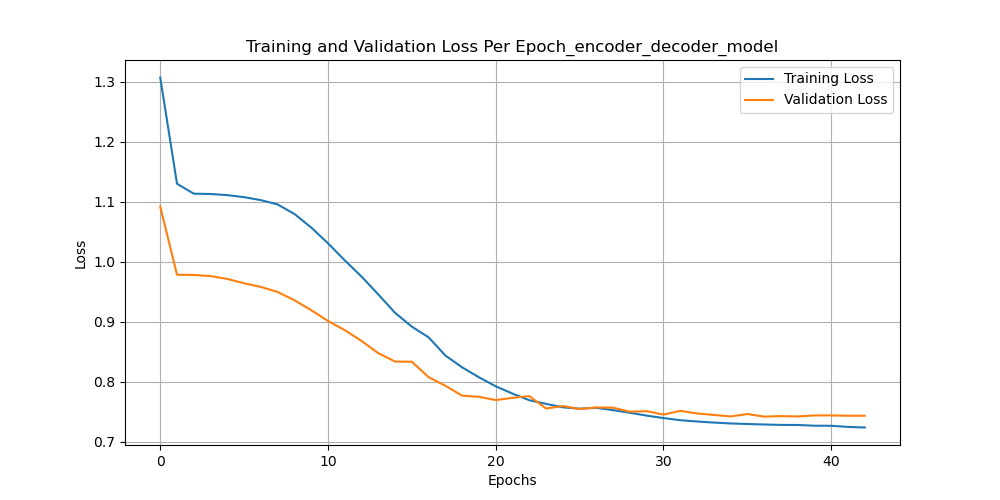 Training and Validation Loss Per Epoch_encoder_decoder_model
Training Loss
Validation Loss
Loss
1.3
1.2
1.1
1.0
0.9
0.8
0.7
0 10 20 30 40
Epochs